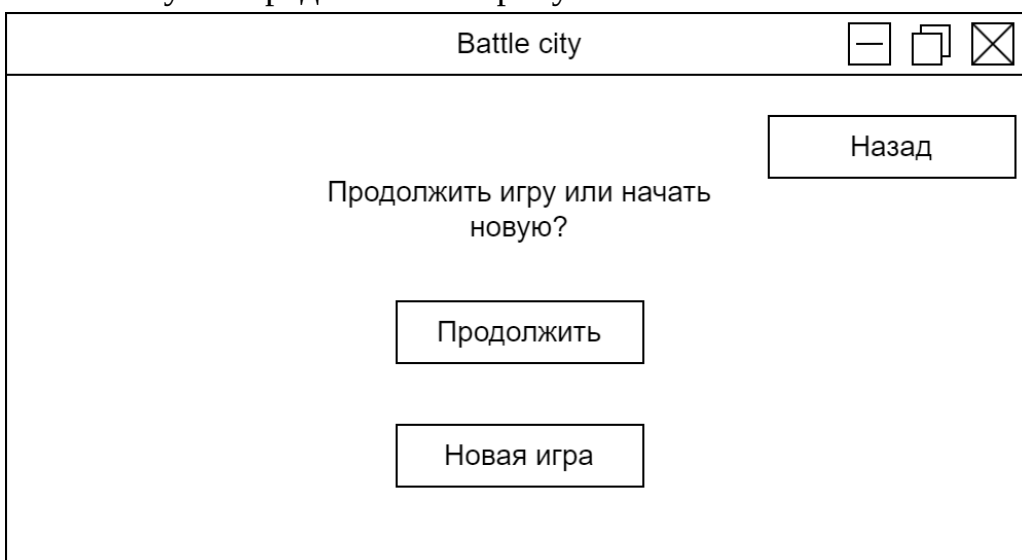 Battle city
Назад
Продолжить игру или начать
новую?
Продолжить
Новая игра